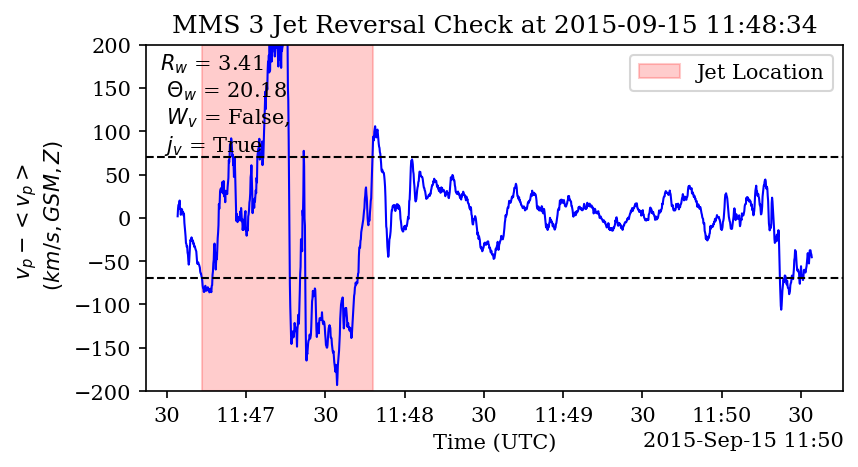 MMS 3 Jet Reversal Check at 2015-09-15 11:48:34
R_w = 3.41
Θ_w = 20.18
W_v = False,
j_v = True
Jet Location
v_p − < v_p >
(km/s, GSM, Z)
200
150
100
50
0
−50
−100
−150
−200
30 11:47 30 11:48 30 11:49 30 11:50 30
Time (UTC)
2015-Sep-15 11:50